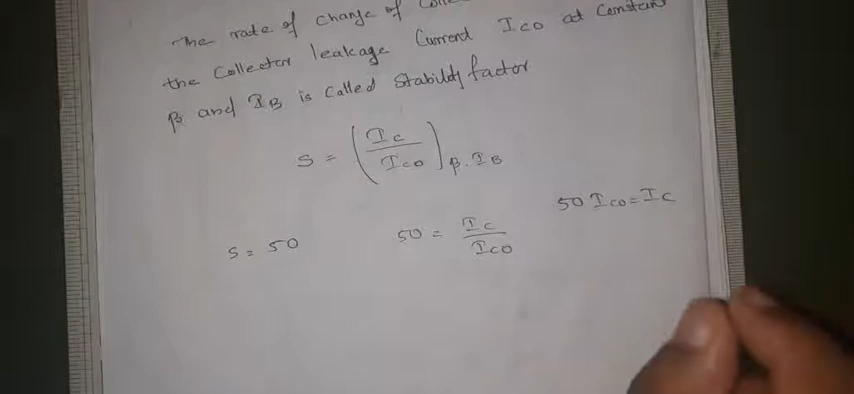 The rate of change of
the collector leakage Current ICO at Constant
β and IB is called Stability factor
S = (IC / ICO) β. IB
50 ICO = IC
S = 50 50 = IC / ICO